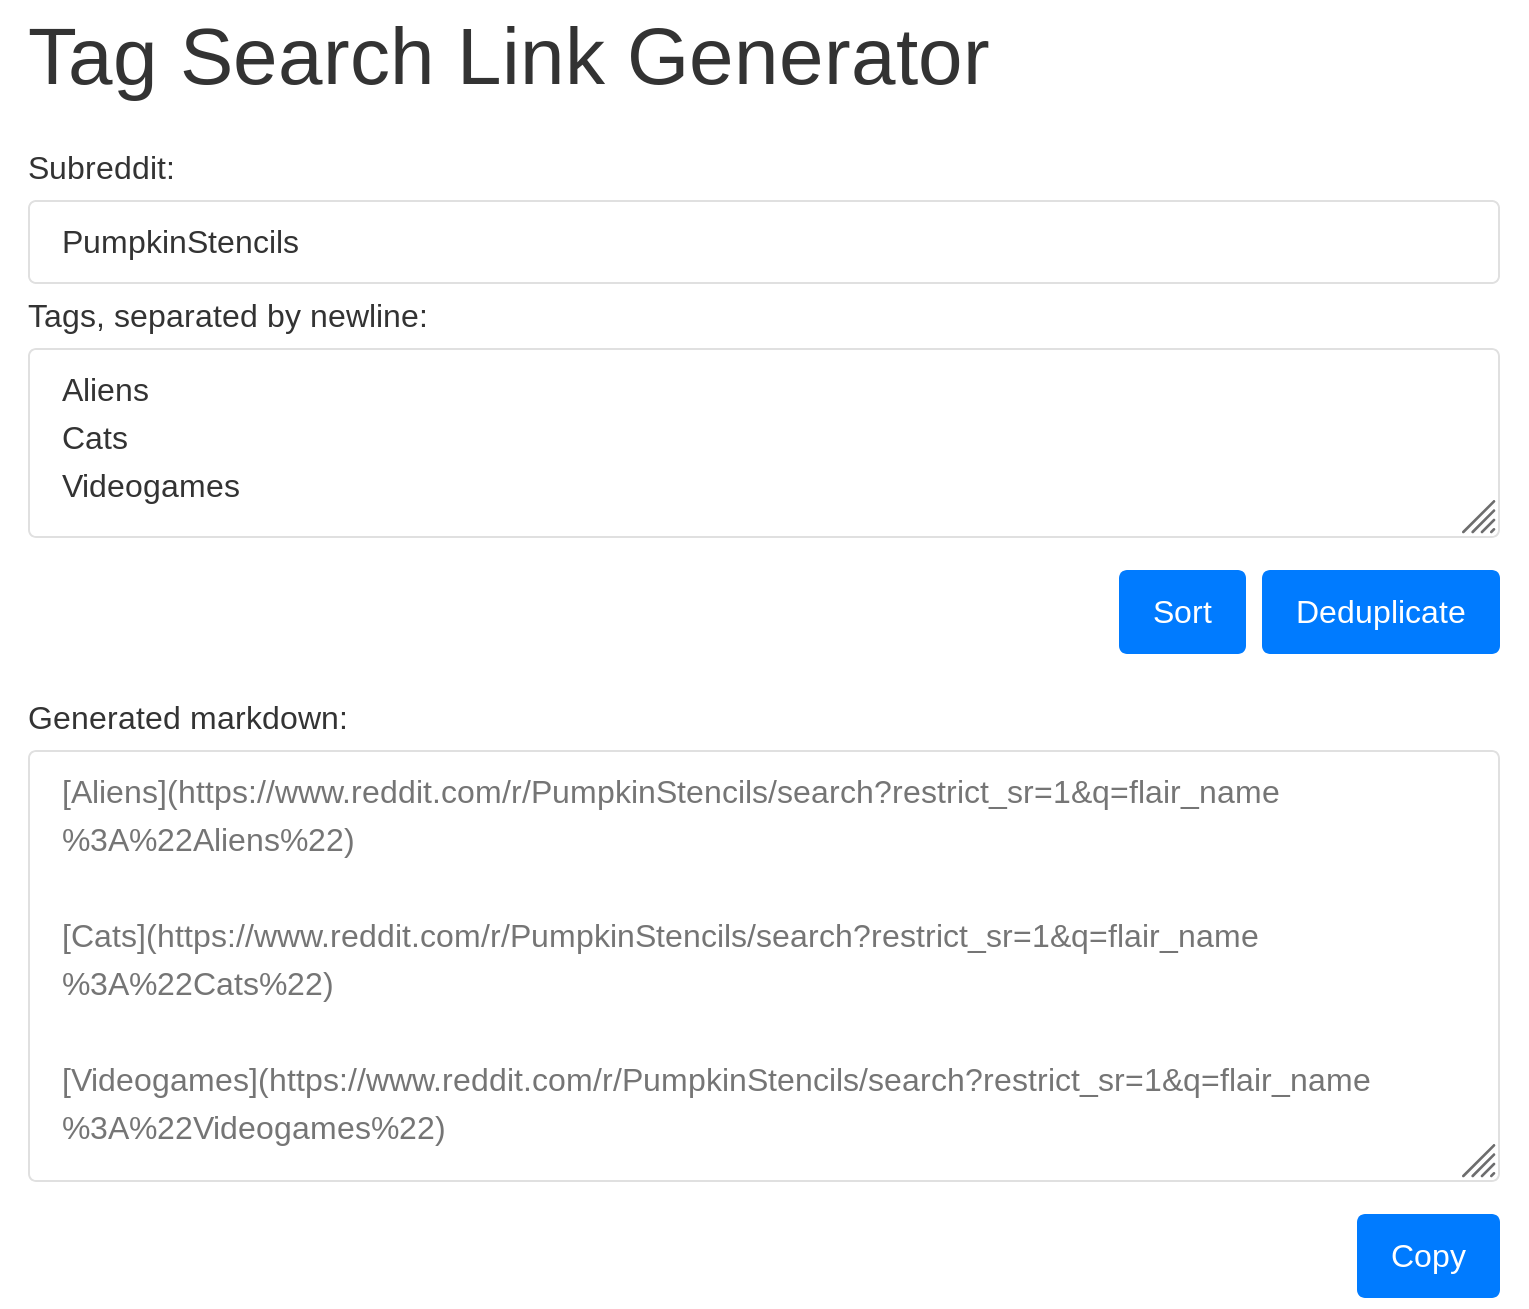 Tag Search Link Generator
Subreddit:
PumpkinStencils
Tags, separated by newline:
Aliens
Cats
Videogames
Sort Deduplicate
Generated markdown:
[Aliens](https://www.reddit.com/r/PumpkinStencils/search?restrict_sr=1&q=flair_name
%3A%22Aliens%22)
[Cats](https://www.reddit.com/r/PumpkinStencils/search?restrict_sr=1&q=flair_name
%3A%22Cats%22)
[Videogames](https://www.reddit.com/r/PumpkinStencils/search?restrict_sr=1&q=flair_name
%3A%22Videogames%22)
Copy